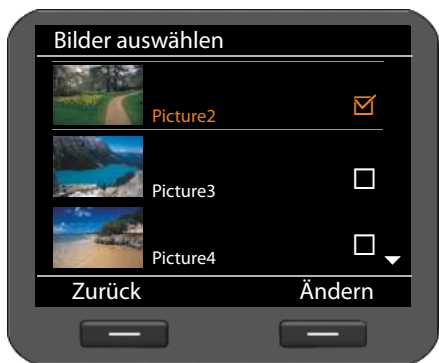 Bilder auswählen
Picture2
Picture3
Picture4
Zurück Ändern